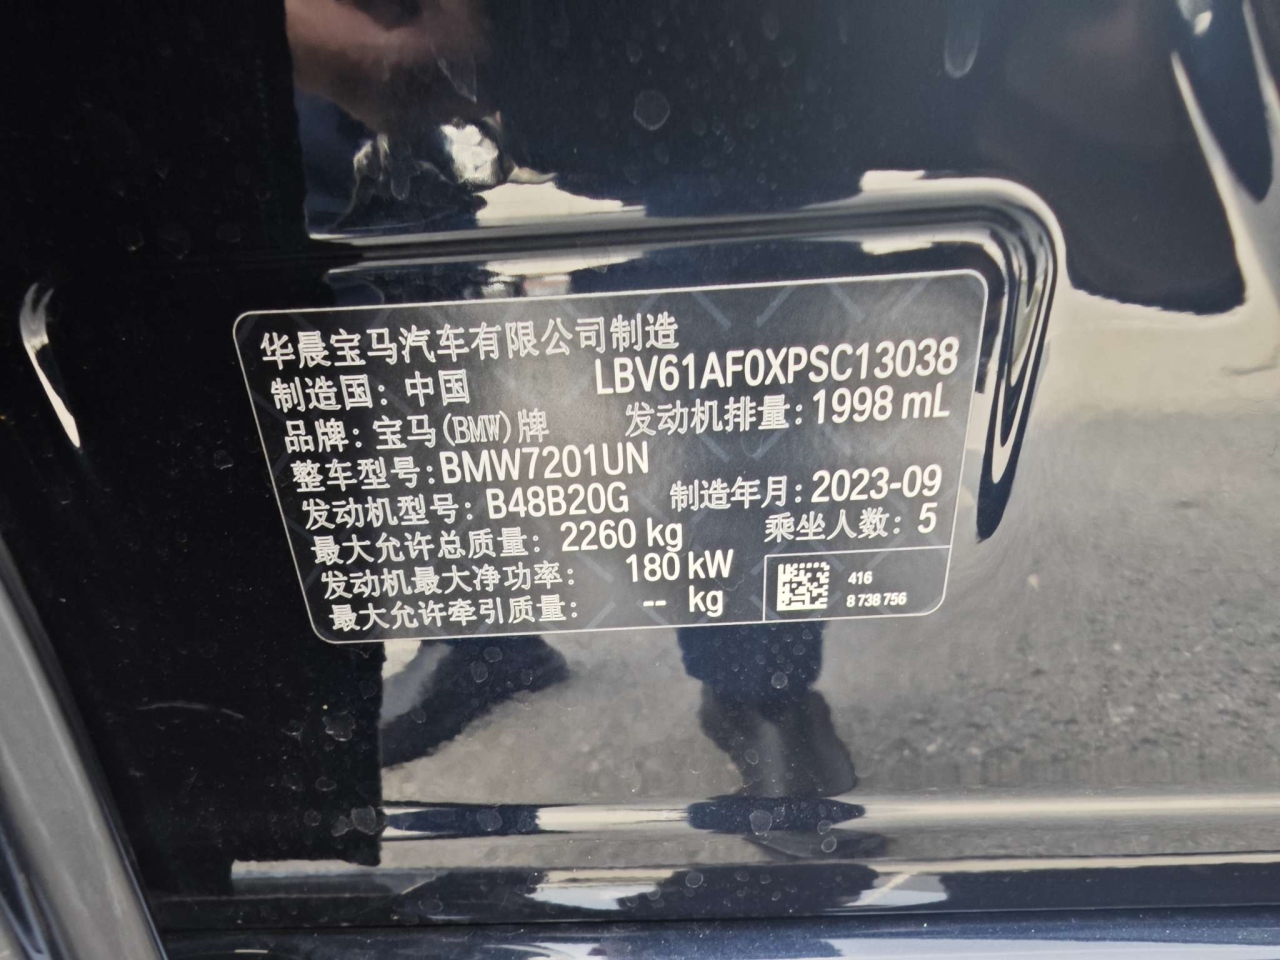 华晨宝马汽车有限公司制造
制造国：中国 LBV61AF0XPSC13038
品牌：宝马(BMW)牌 发动机排量：1998 mL
整车型号：BMW7201UN
发动机型号：B48B20G 制造年月：2023-09
最大允许总质量：2260 kg 乘坐人数：5
发动机最大净功率：180 kW
最大允许牵引质量：-- kg
416
8 738 756